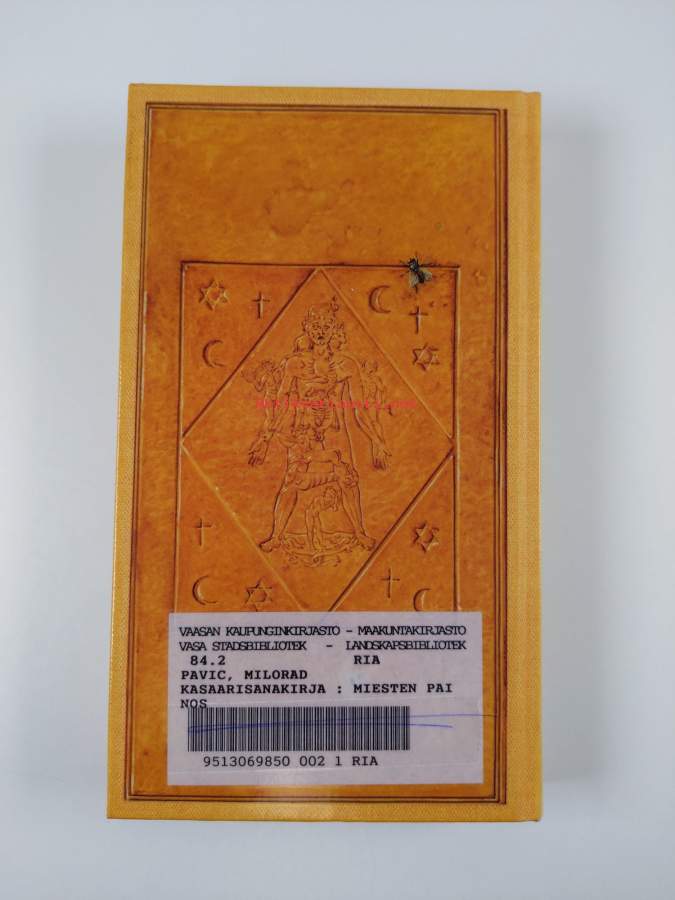 VAASAN KAUPUNGINKIRJASTO - MAAKUNTAKIRJASTO
VASA STADSBIBLIOTEK - LANDSKAPSBIBLIOTEK
84.2 RIA
PAVIC, MILORAD
KASAARISANAKIRJA : MIESTEN PAI
NOS
9513069850 002 1 RIA